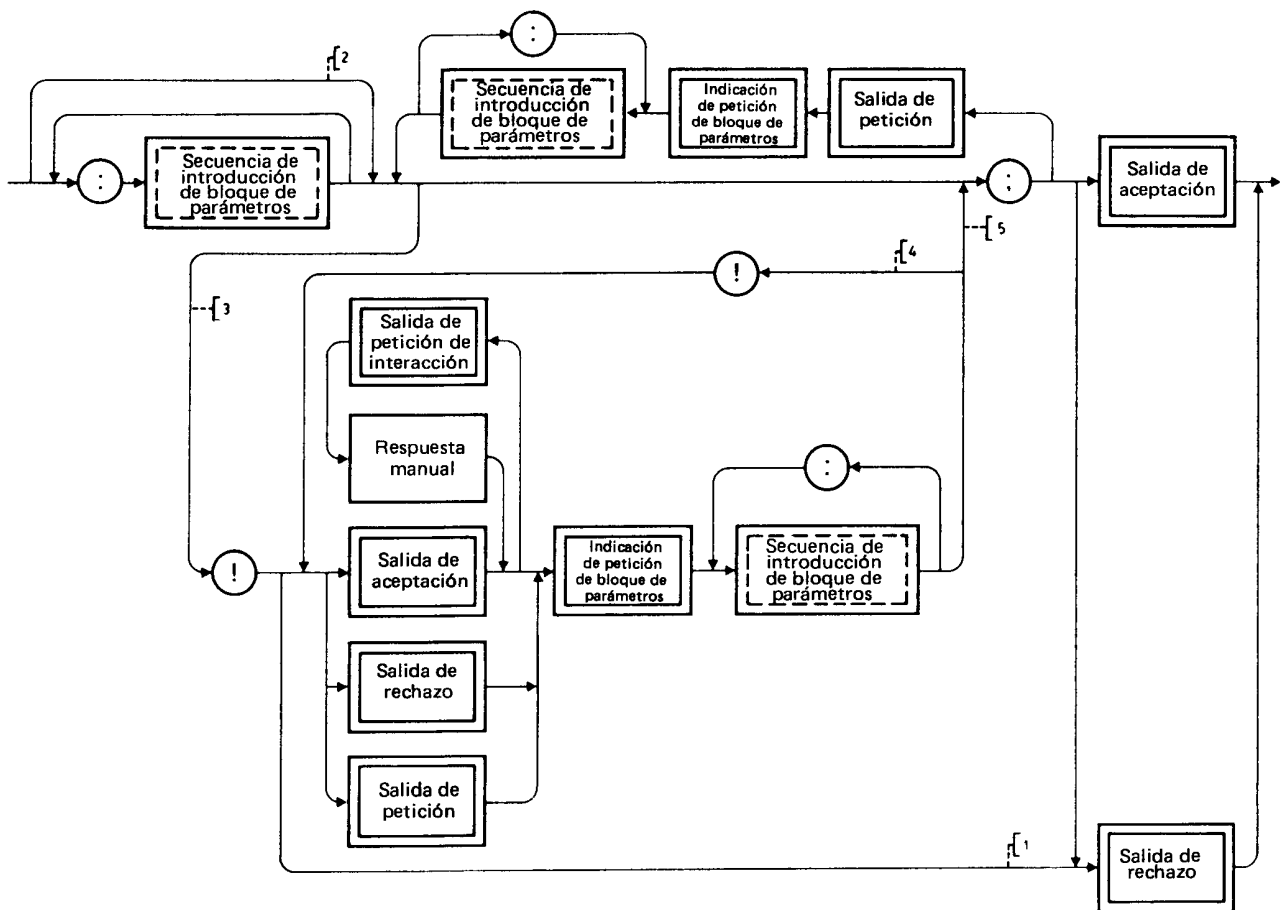 :
2
Secuencia de
introducción
de bloque de
parámetros
Indicación
de petición
de bloque de
parámetros
Salida de
petición
:
Secuencia de
introducción
de bloque de
parámetros
;
Salida de
aceptación
5
4
!
3
Salida de
petición de
interacción
Respuesta
manual
:
!
Salida de
aceptación
Indicación
de petición
de bloque de
parámetros
Secuencia de
introducción
de bloque de
parámetros
Salida de
rechazo
Salida de
petición
1
Salida de
rechazo